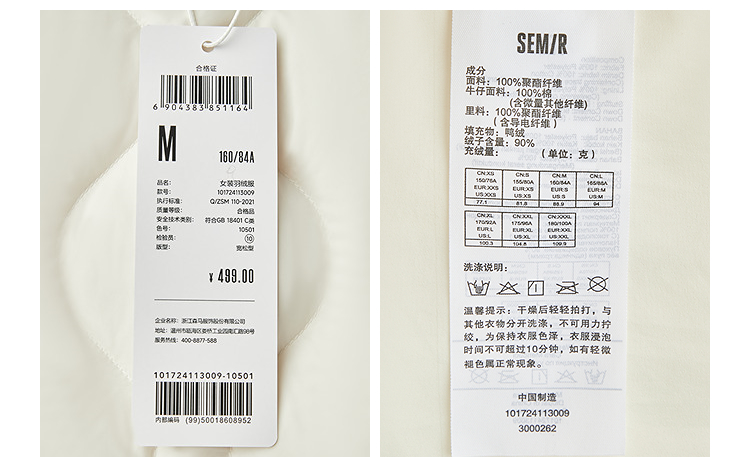 合格证
6 904383 851164
M
160/84A
品名: 女装羽绒服
款号: 101724113009
执行标准: Q/ZSM 110-2021
质量等级: 合格品
安全技术类别: 符合GB 18401 C类
色号: 10501
检验员: 10
版型: 宽松型
¥ 499.00
企业名称: 浙江森马服饰股份有限公司
地址: 温州市瓯海区娄桥工业园南汇路98号
服务热线: 400-887-588
101724113009-10501
内部编码 (99)50018608952
SEM/R
成分
面料: 100%聚酯纤维
牛仔面料: 100%棉
(含微量其他纤维)
里料: 100%聚酯纤维
(含导电纤维)
填充物: 鸭绒
绒子含量: 90%
充绒量: (单位: 克)
CN:XS CN:S CN:M CN:L
150/76A 155/80A 160/84A 165/88A
EUR:XXS EUR:XS EUR:S EUR:M
US:XXS US:XS US:S US:M
77.1 81.8 88.9 94
CN:XL CN:XXL CN:XXXL
170/92A 175/96A 180/100A
EUR:L EUR:XL EUR:XXL
US:L US:XL US:XXL
100.3 104.8 109.9
洗涤说明:
温馨提示: 干燥后轻轻拍打, 与
其他衣物分开洗涤, 不可用力拧
绞, 为保持衣服色泽, 衣服浸泡
时间不可超过10分钟, 如有轻微
褪色属正常现象。
中国制造
101724113009
3000262